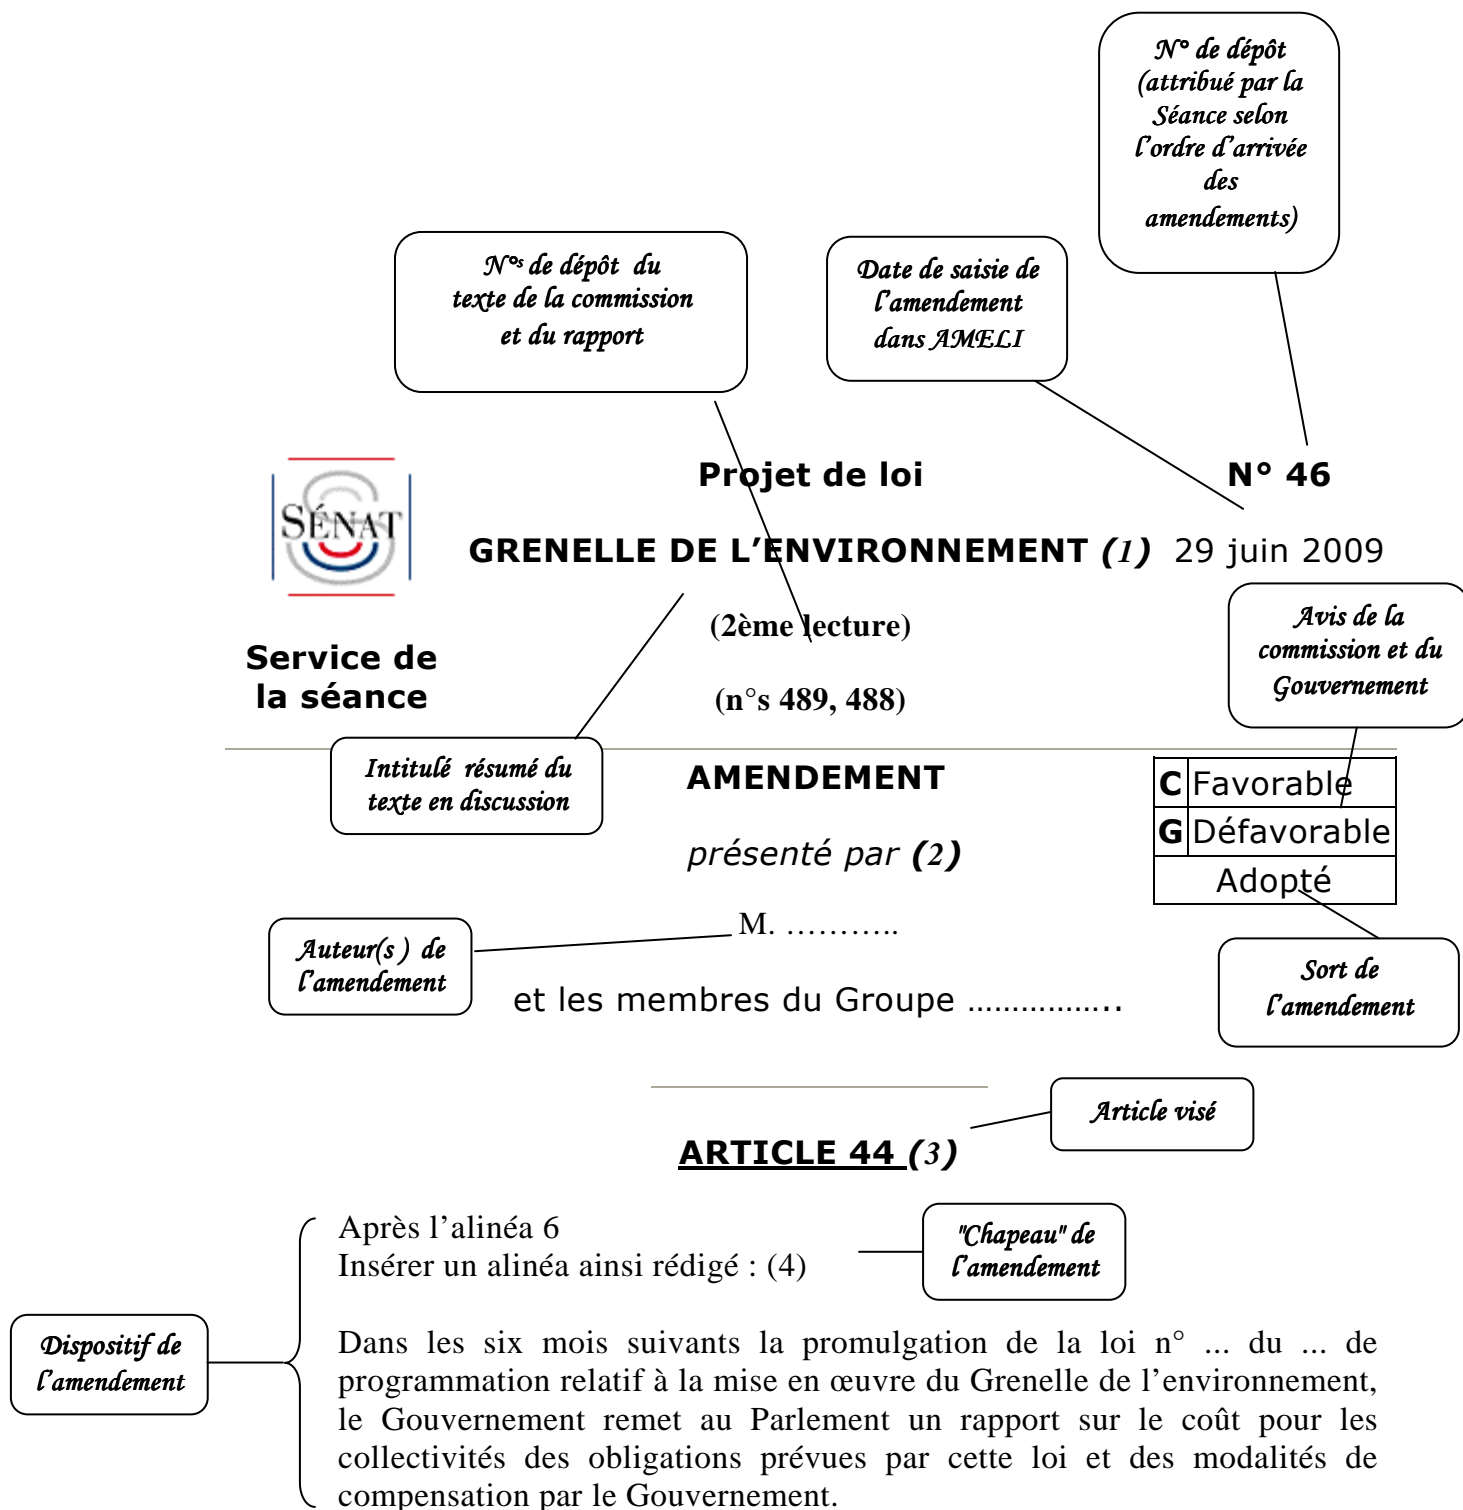 N° de dépôt
(attribué par la
Séance selon
l'ordre d'arrivée
des
amendements)
N°s de dépôt du
texte de la commission
et du rapport
Date de saisie de
l'amendement
dans AMELI
SÉNAT
Projet de loi
N° 46
GRENELLE DE L'ENVIRONNEMENT (1) 29 juin 2009
(2ème lecture)
Service de
la séance
(n°s 489, 488)
Avis de la
commission et du
Gouvernement
Intitulé résumé du
texte en discussion
AMENDEMENT
présenté par (2)
C Favorable
G Défavorable
Adopté
M. ………..
Auteur(s ) de
l'amendement
et les membres du Groupe ……………..
Sort de
l'amendement
Article visé
ARTICLE 44 (3)
Après l'alinéa 6
Insérer un alinéa ainsi rédigé : (4)
"Chapeau" de
l'amendement
Dispositif de
l'amendement
Dans les six mois suivants la promulgation de la loi n° ... du ... de
programmation relatif à la mise en œuvre du Grenelle de l'environnement,
le Gouvernement remet au Parlement un rapport sur le coût pour les
collectivités des obligations prévues par cette loi et des modalités de
compensation par le Gouvernement.